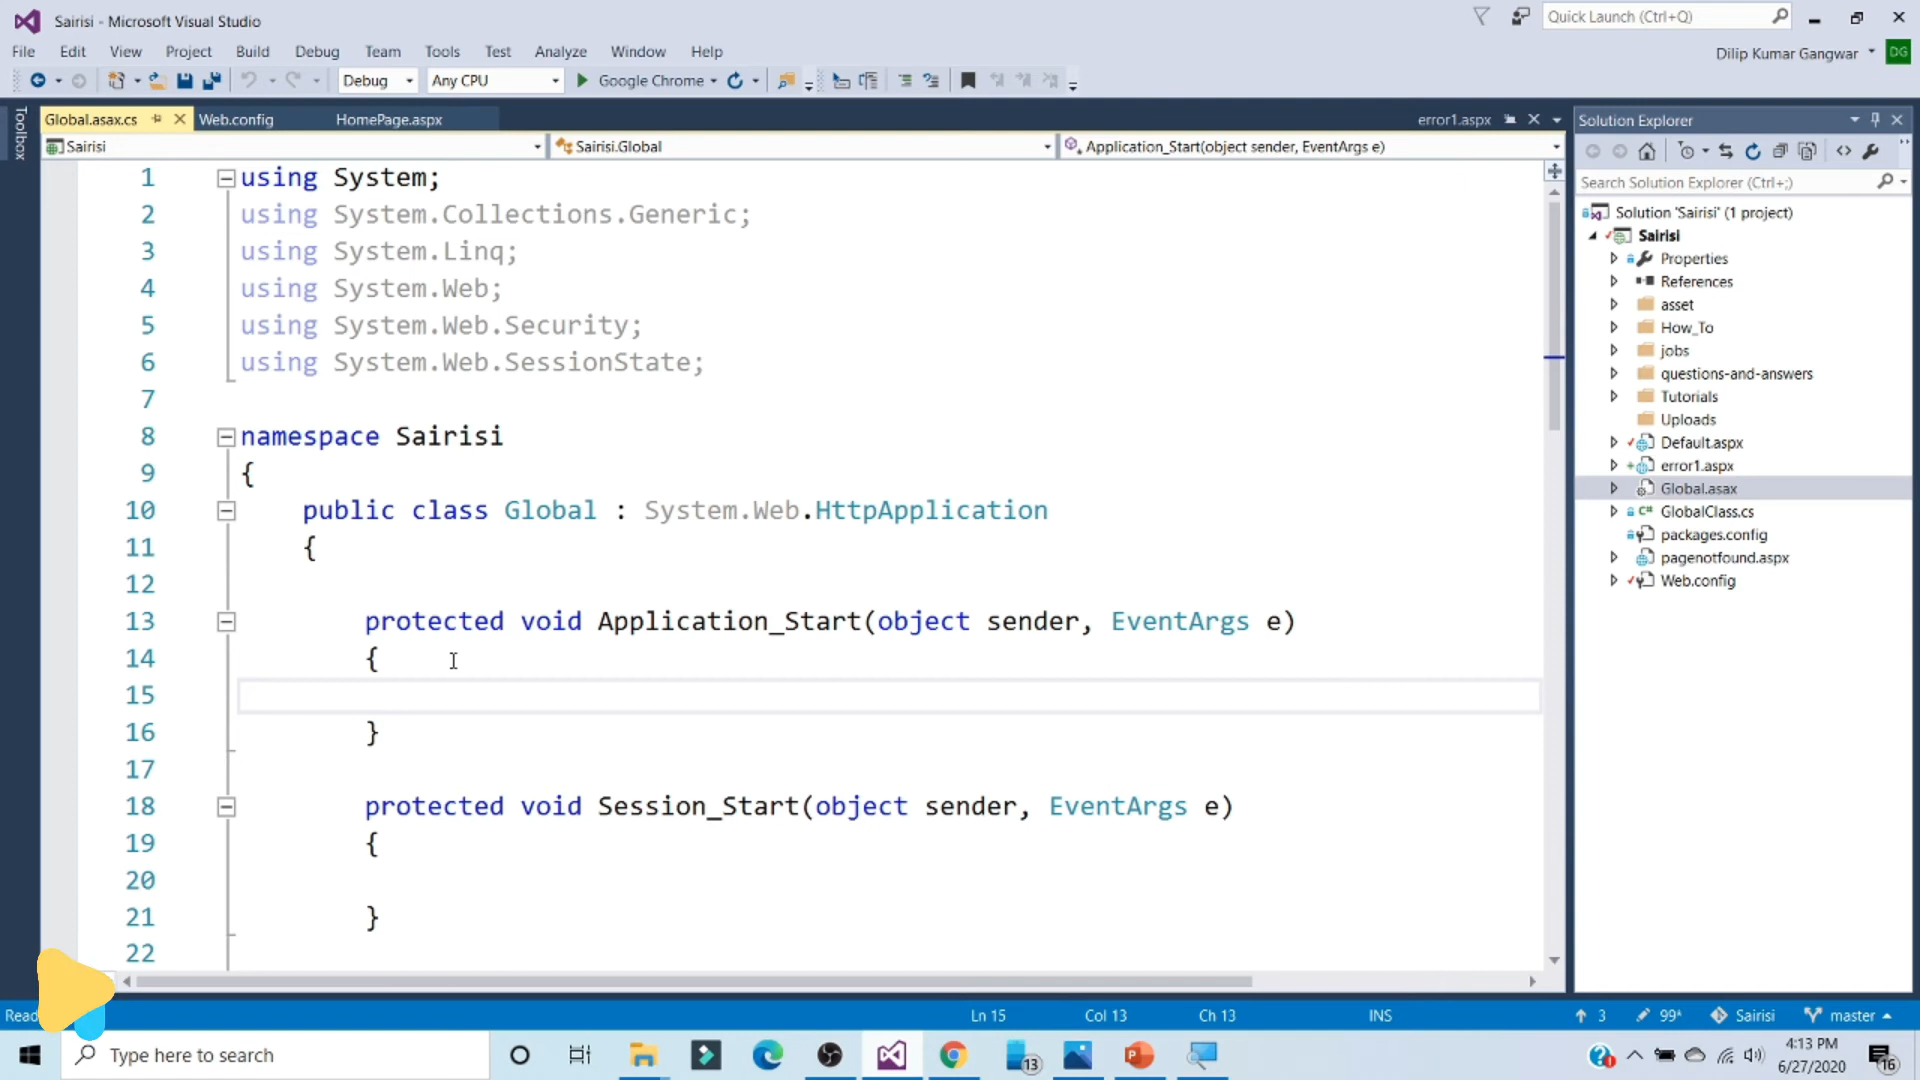 Sairisi - Microsoft Visual Studio
Quick Launch (Ctrl+Q)
File Edit View Project Build Debug Team Tools Test Analyze Window Help
Dilip Kumar Gangwar DG
Debug Any CPU Google Chrome
Toolbox
Global.asax.cs Web.config HomePage.aspx error1.aspx
Sairisi Sairisi.Global Application_Start(object sender, EventArgs e)
1 using System;
2 using System.Collections.Generic;
3 using System.Linq;
4 using System.Web;
5 using System.Web.Security;
6 using System.Web.SessionState;
7
8 namespace Sairisi
9 {
10 public class Global : System.Web.HttpApplication
11 {
12
13 protected void Application_Start(object sender, EventArgs e)
14 {
15
16 }
17
18 protected void Session_Start(object sender, EventArgs e)
19 {
20
21 }
22
Solution Explorer
Search Solution Explorer (Ctrl+;)
Solution 'Sairisi' (1 project)
Sairisi
Properties
References
asset
How_To
jobs
questions-and-answers
Tutorials
Uploads
Default.aspx
error1.aspx
Global.asax
C# GlobalClass.cs
packages.config
pagenotfound.aspx
Web.config
Ln 15 Col 13 Ch 13 INS 3 99* Sairisi master
Type here to search
13
4:13 PM
6/27/2020
16